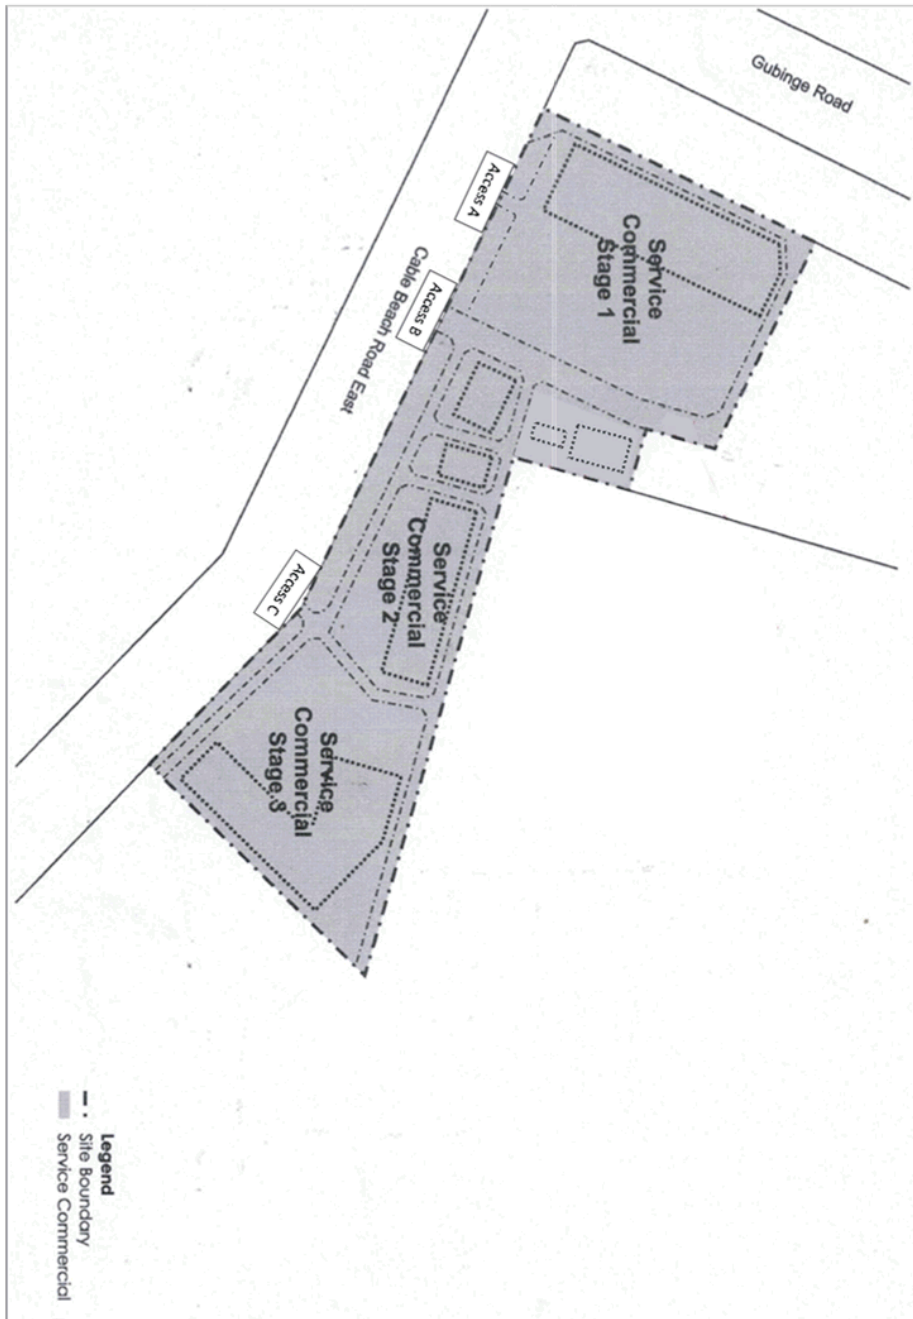 Gubinge Road
Access A
Service
Commercial
Stage 1
Access B
Cable Beach Road East
Service
Commercial
Stage 2
Access C
Service
Commercial
Stage 3
Legend
Site Boundary
Service Commercial